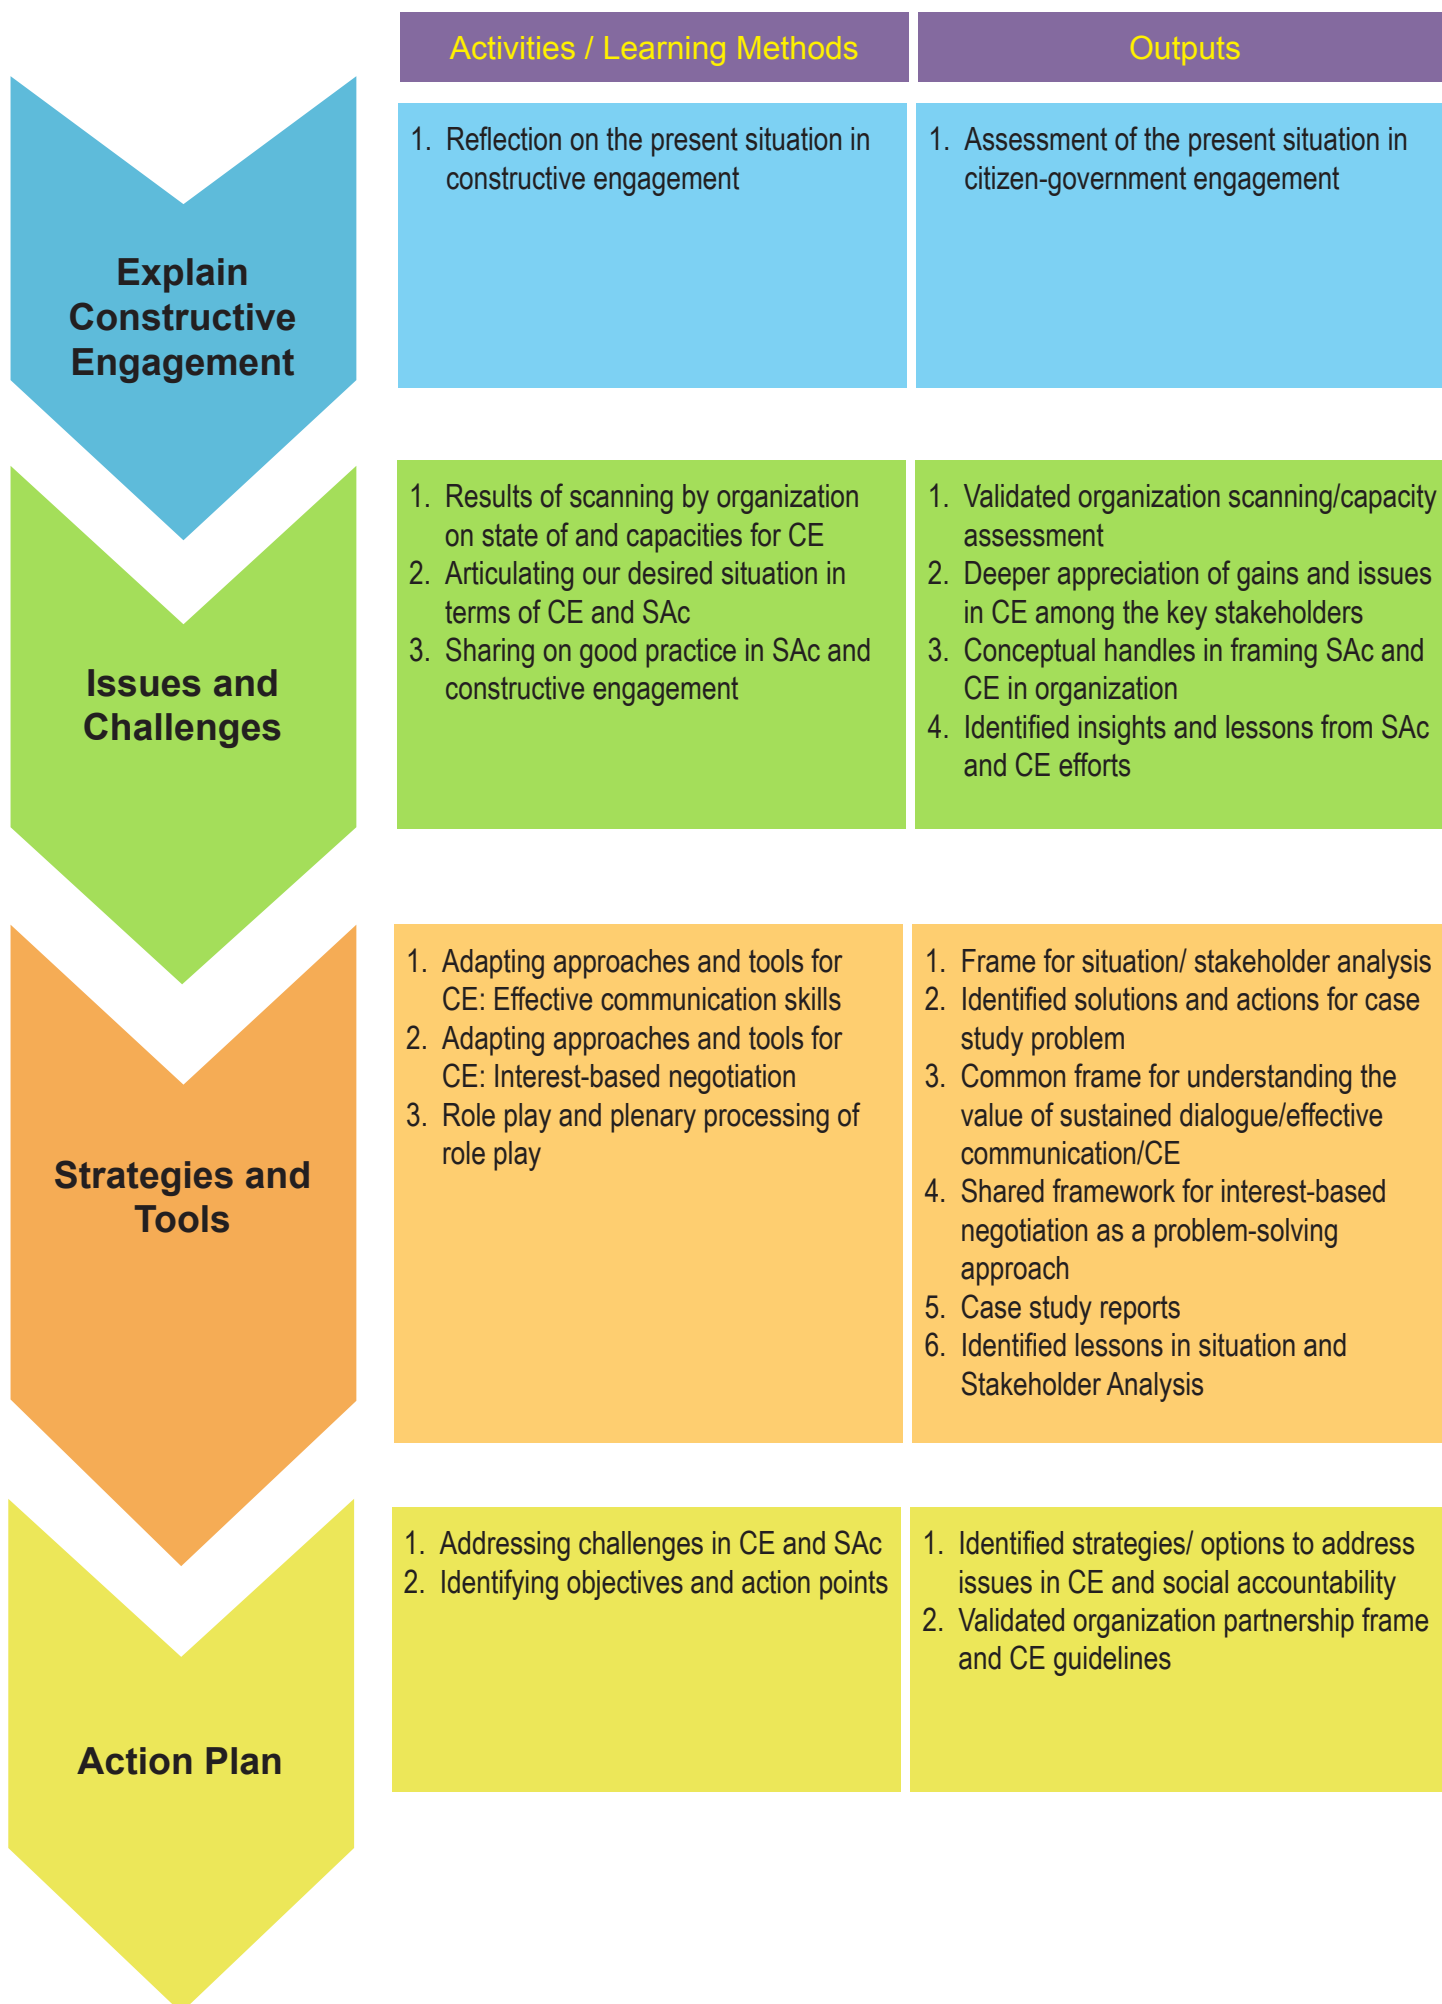 Activities / Learning Methods
Outputs
Explain
Constructive
Engagement
1. Reflection on the present situation in
constructive engagement
1. Assessment of the present situation in
citizen-government engagement
Issues and
Challenges
1. Results of scanning by organization
on state of and capacities for CE
2. Articulating our desired situation in
terms of CE and SAc
3. Sharing on good practice in SAc and
constructive engagement
1. Validated organization scanning/capacity
assessment
2. Deeper appreciation of gains and issues
in CE among the key stakeholders
3. Conceptual handles in framing SAc and
CE in organization
4. Identified insights and lessons from SAc
and CE efforts
Strategies and
Tools
1. Adapting approaches and tools for
CE: Effective communication skills
2. Adapting approaches and tools for
CE: Interest-based negotiation
3. Role play and plenary processing of
role play
1. Frame for situation/ stakeholder analysis
2. Identified solutions and actions for case
study problem
3. Common frame for understanding the
value of sustained dialogue/effective
communication/CE
4. Shared framework for interest-based
negotiation as a problem-solving
approach
5. Case study reports
6. Identified lessons in situation and
Stakeholder Analysis
Action Plan
1. Addressing challenges in CE and SAc
2. Identifying objectives and action points
1. Identified strategies/ options to address
issues in CE and social accountability
2. Validated organization partnership frame
and CE guidelines